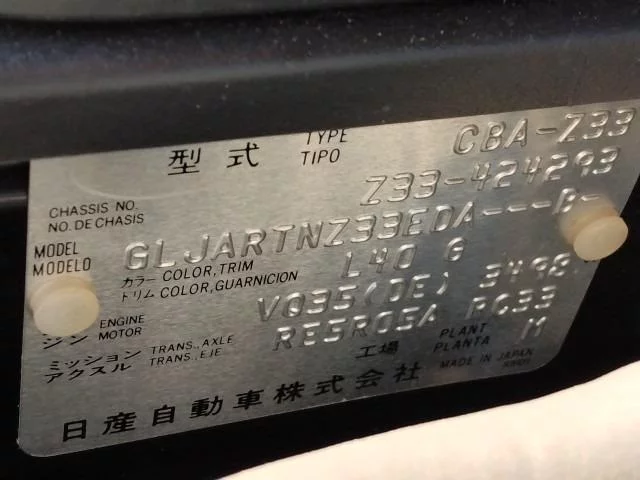 型式 TYPE TIPO CBA-Z33
CHASSIS NO. NO. DE CHASIS Z33-424293
MODEL MODELO GLJARTNZ33EDA---B-
カラー COLOR, TRIM L40 G
トリム COLOR, GUARNICION
ジン ENGINE MOTOR VQ35(DE) 3498
ミッション アクスル TRANS., AXLE TRANS., EJE RE5R05A RC33
工場 PLANT PLANTA M
日産自動車株式会社 MADE IN JAPAN